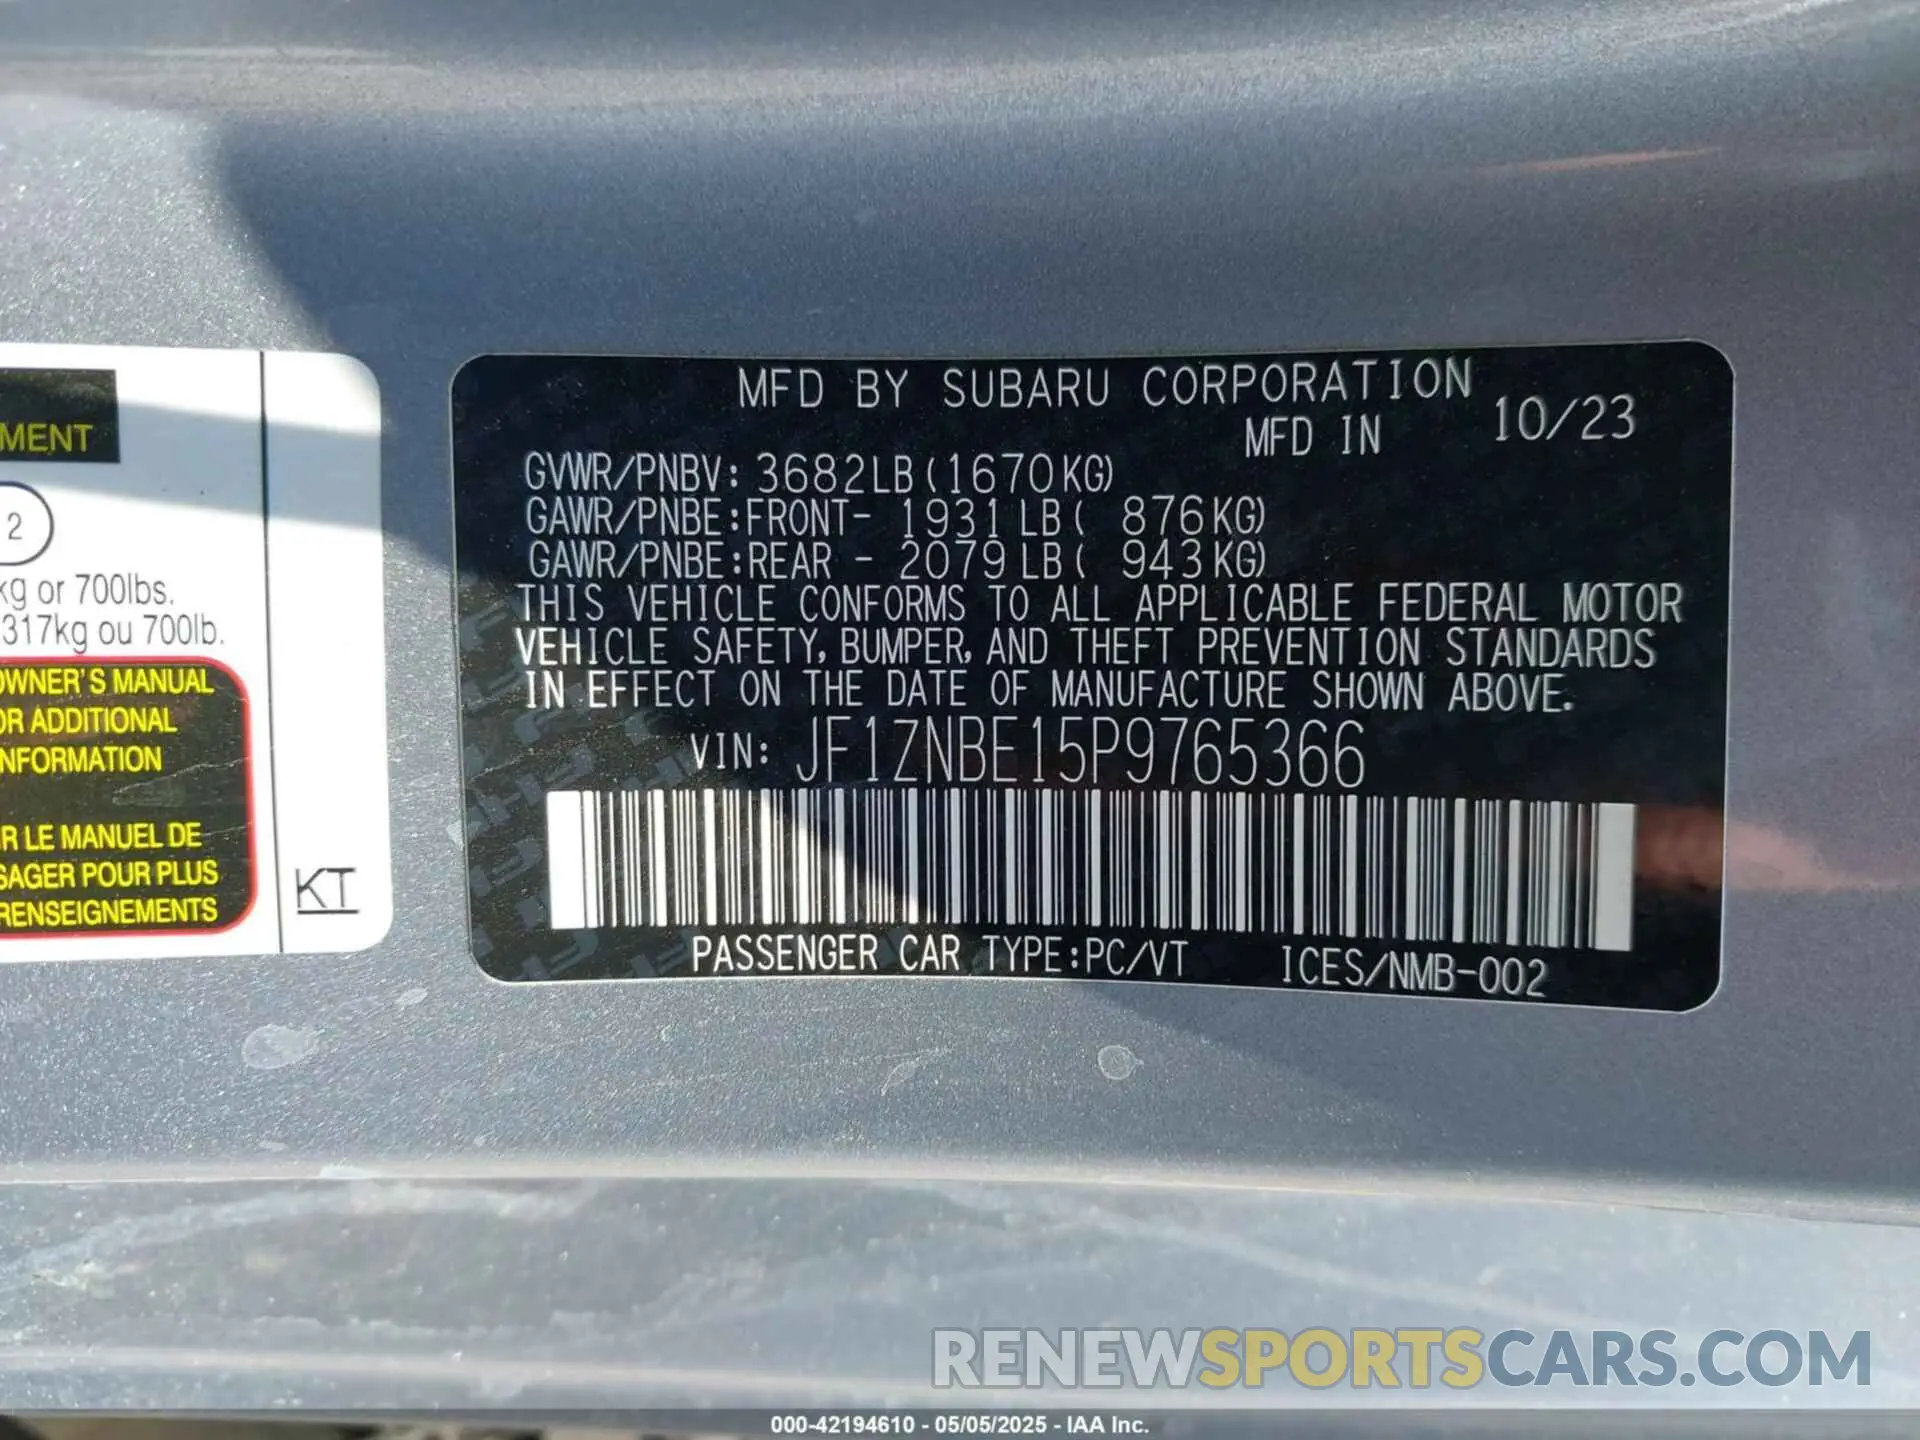 MENT
2
kg or 700lbs.
317kg ou 700lb.
OWNER'S MANUAL
OR ADDITIONAL
INFORMATION
R LE MANUEL DE
SAGER POUR PLUS
RENSEIGNEMENTS
KT
MFD BY SUBARU CORPORATION
MFD IN 10/23
GVWR/PNBV: 3682LB(1670KG)
GAWR/PNBE:FRONT- 1931LB( 876KG)
GAWR/PNBE:REAR - 2079LB( 943KG)
THIS VEHICLE CONFORMS TO ALL APPLICABLE FEDERAL MOTOR
VEHICLE SAFETY, BUMPER, AND THEFT PREVENTION STANDARDS
IN EFFECT ON THE DATE OF MANUFACTURE SHOWN ABOVE.
VIN: JF1ZNBE15P9765366
PASSENGER CAR TYPE:PC/VT ICES/NMB-002
RENEWSPORTSCARS.COM
000-42194610 - 05/05/2025 - IAA Inc.